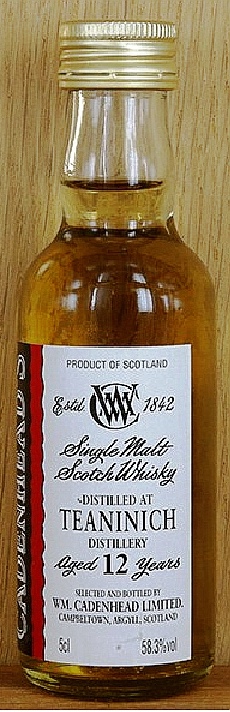 CADENHEAD'S
PRODUCT OF SCOTLAND
Estd WC 1842
Single Malt
Scotch Whisky
DISTILLED AT
TEANINICH
DISTILLERY
Aged 12 Years
SELECTED AND BOTTLED BY
WM. CADENHEAD LIMITED.
CAMPBELTOWN, ARGYLL, SCOTLAND
5cl 58.3%vol